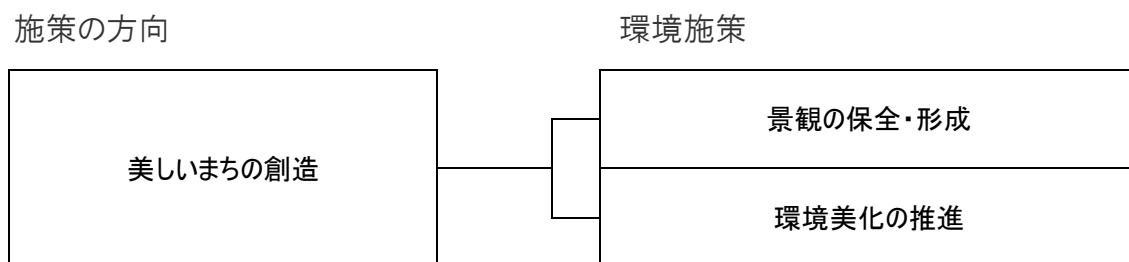 施策の方向
環境施策
美しいまちの創造
景観の保全・形成
環境美化の推進